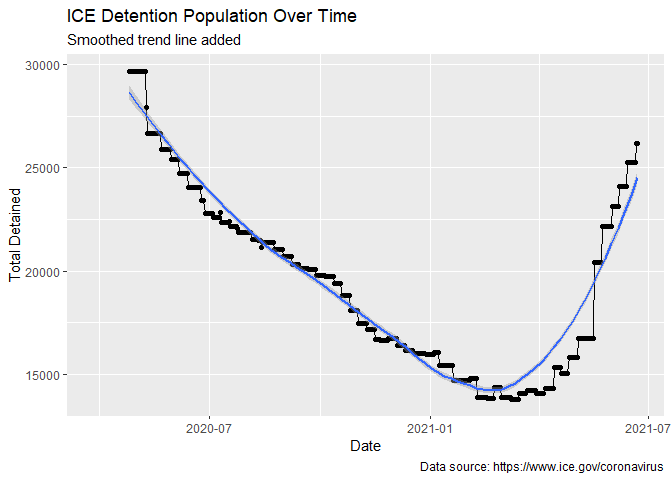 ICE Detention Population Over Time
Smoothed trend line added
30000
25000
20000
15000
Total Detained
2020-07
2021-01
2021-07
Date
Data source: https://www.ice.gov/coronavirus